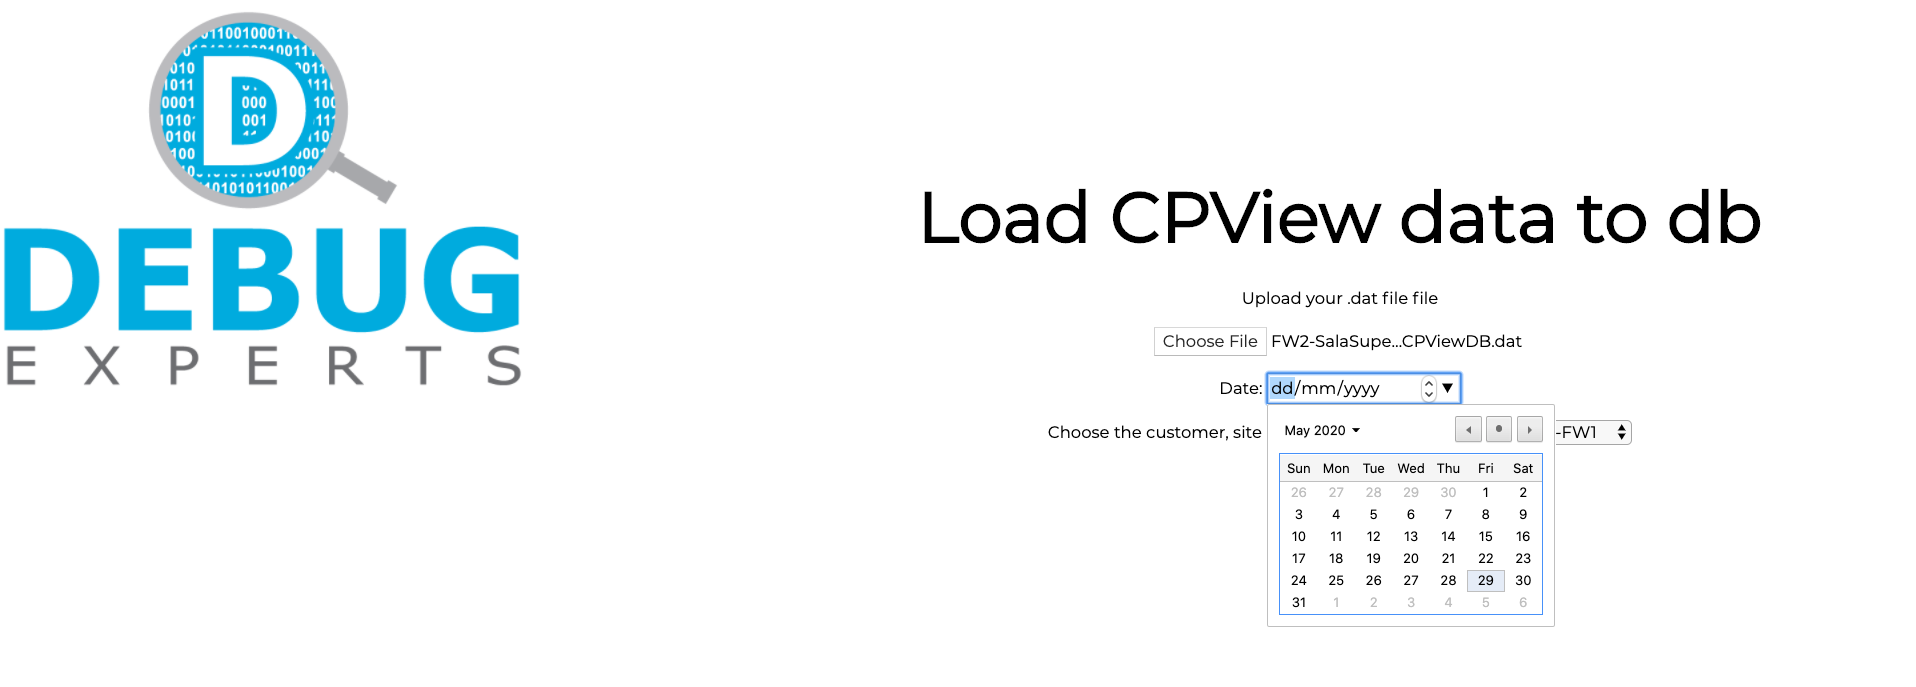 D
DEBUG
EXPERTS
Load CPView data to db
Upload your .dat file file
Choose File FW2-SalaSupe...CPViewDB.dat
Date: dd/mm/yyyy
Choose the customer, site -FW1
May 2020
Sun Mon Tue Wed Thu Fri Sat
26 27 28 29 30 1 2
3 4 5 6 7 8 9
10 11 12 13 14 15 16
17 18 19 20 21 22 23
24 25 26 27 28 29 30
31 1 2 3 4 5 6